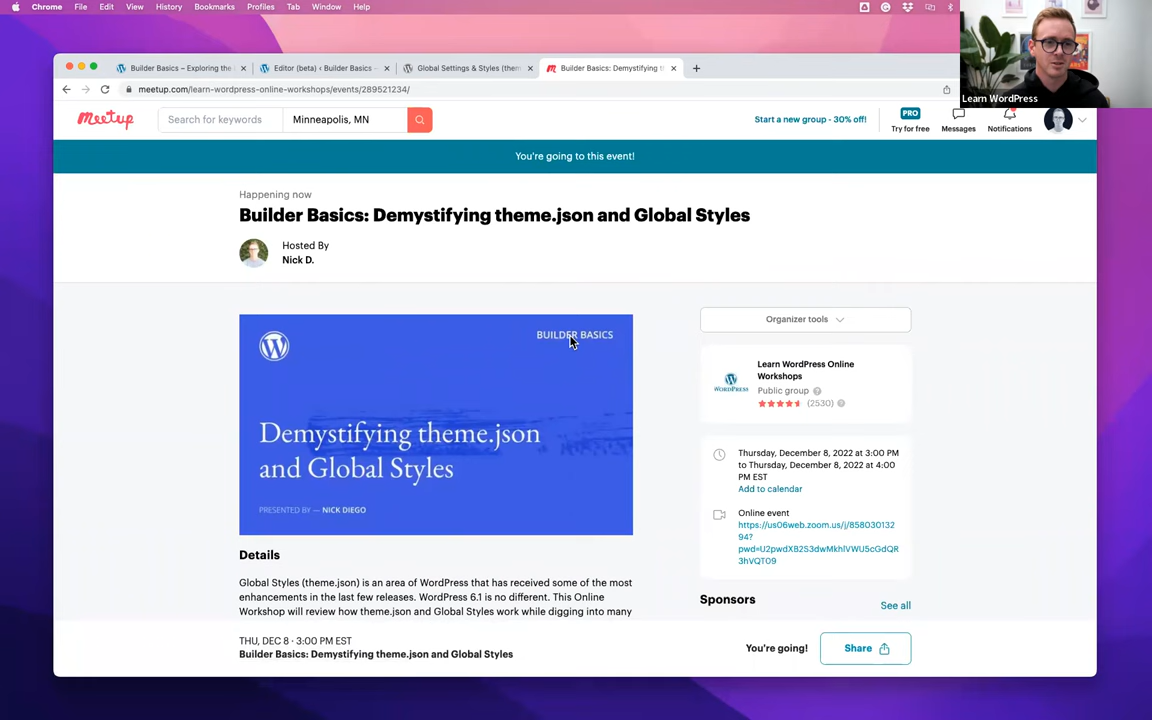 Chrome File Edit View History Bookmarks Profiles Tab Window Help
Builder Basics – Exploring the
Editor (beta) ‹ Builder Basics –
Global Settings & Styles (them
Builder Basics: Demystifying t
meetup.com/learn-wordpress-online-workshops/events/289521234/
Learn WordPress
meetup
Search for keywords
Minneapolis, MN
Start a new group - 30% off!
PRO
Try for free
Messages
Notifications
You're going to this event!
Happening now
Builder Basics: Demystifying theme.json and Global Styles
Hosted By
Nick D.
BUILDER BASICS
Demystifying theme.json
and Global Styles
PRESENTED BY — NICK DIEGO
Organizer tools
WORDPRESS
Learn WordPress Online
Workshops
Public group
(2530)
Thursday, December 8, 2022 at 3:00 PM
to Thursday, December 8, 2022 at 4:00
PM EST
Add to calendar
Online event
https://us06web.zoom.us/j/858030132
94?
pwd=U2pwdXB2S3dwMkhlVWU5cGdQR
3hVQT09
Details
Global Styles (theme.json) is an area of WordPress that has received some of the most
enhancements in the last few releases. WordPress 6.1 is no different. This Online
Workshop will review how theme.json and Global Styles work while digging into many
Sponsors
See all
THU, DEC 8 · 3:00 PM EST
Builder Basics: Demystifying theme.json and Global Styles
You're going!
Share